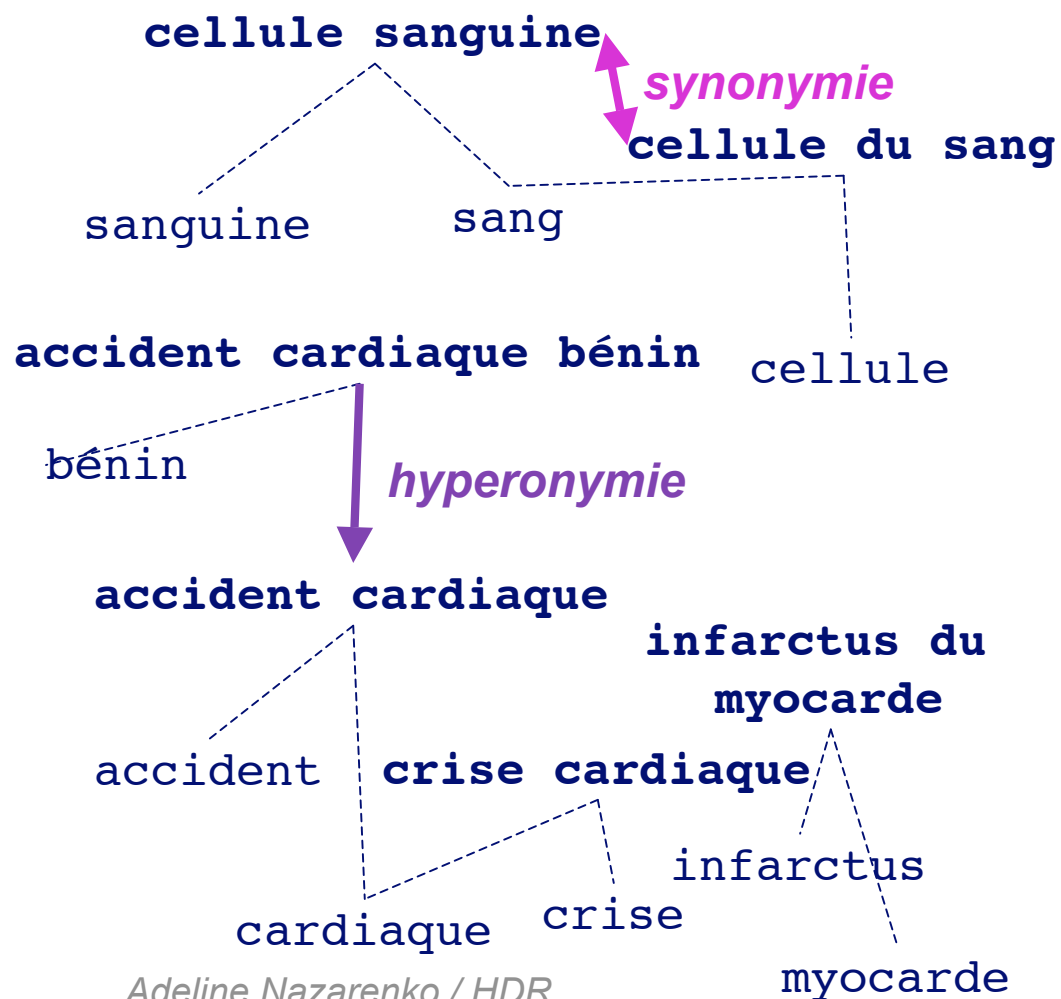 cellule sanguine
synonymie
cellule du sang
sanguine
sang
accident cardiaque bénin
cellule
bénin
hyperonymie
accident cardiaque
infarctus du
myocarde
accident
crise cardiaque
infarctus
cardiaque
crise
myocarde
Adeline Nazarenko / HDR